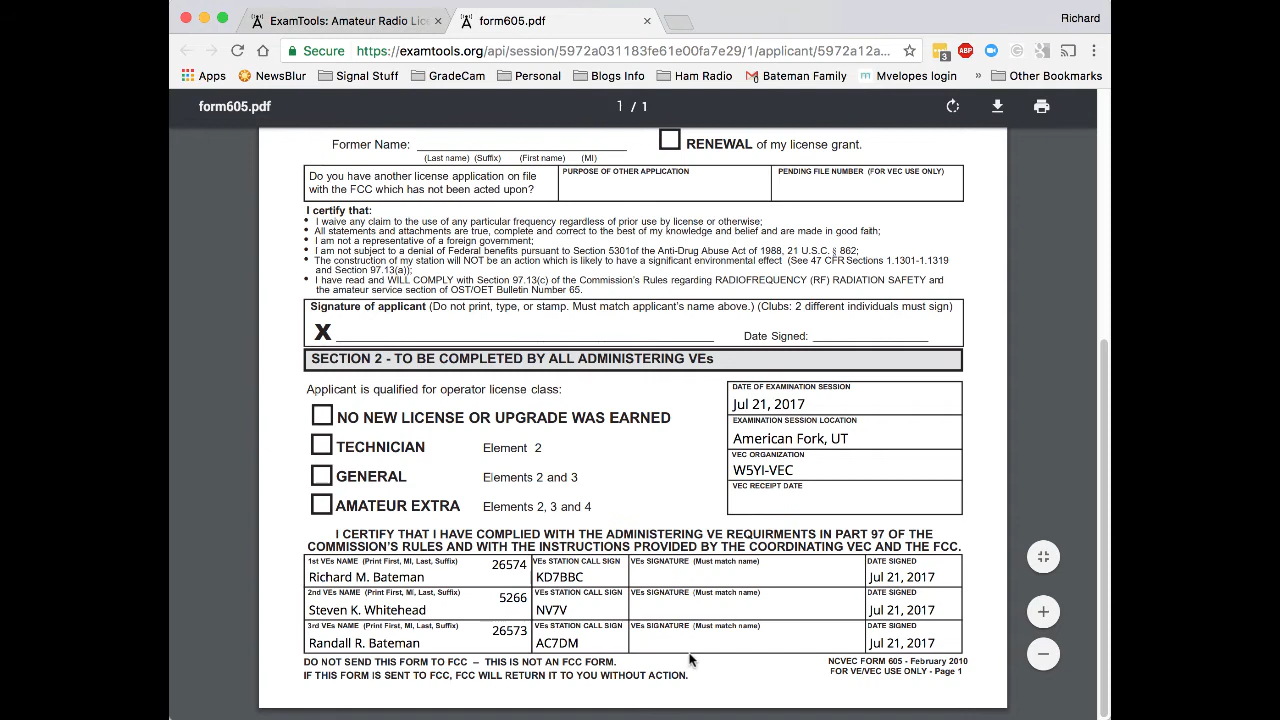 ExamTools: Amateur Radio Lice
form605.pdf
Richard
Secure
https://examtools.org/api/session/5972a031183fe61e00fa7e29/1/applicant/5972a12a...
3
ABP
Apps
NewsBlur
Signal Stuff
GradeCam
Personal
Blogs Info
Ham Radio
Bateman Family
Mvelopes login
»
Other Bookmarks
form605.pdf
1 / 1
Former Name:
(Last name) (Suffix) (First name) (MI)
RENEWAL of my license grant.
Do you have another license application on file
with the FCC which has not been acted upon?
PURPOSE OF OTHER APPLICATION
PENDING FILE NUMBER (FOR VEC USE ONLY)
I certify that:
• I waive any claim to the use of any particular frequency regardless of prior use by license or otherwise;
• All statements and attachments are true, complete and correct to the best of my knowledge and belief and are made in good faith;
• I am not a representative of a foreign government;
• I am not subject to a denial of Federal benefits pursuant to Section 5301of the Anti-Drug Abuse Act of 1988, 21 U.S.C. § 862;
• The construction of my station will NOT be an action which is likely to have a significant environmental effect (See 47 CFR Sections 1.1301-1.1319
and Section 97.13(a));
• I have read and WILL COMPLY with Section 97.13(c) of the Commission's Rules regarding RADIOFREQUENCY (RF) RADIATION SAFETY and
the amateur service section of OST/OET Bulletin Number 65.
Signature of applicant (Do not print, type, or stamp. Must match applicant's name above.) (Clubs: 2 different individuals must sign)
X
Date Signed:
SECTION 2 - TO BE COMPLETED BY ALL ADMINISTERING VEs
Applicant is qualified for operator license class:
NO NEW LICENSE OR UPGRADE WAS EARNED
TECHNICIAN Element 2
GENERAL Elements 2 and 3
AMATEUR EXTRA Elements 2, 3 and 4
DATE OF EXAMINATION SESSION
Jul 21, 2017
EXAMINATION SESSION LOCATION
American Fork, UT
VEC ORGANIZATION
W5YI-VEC
VEC RECEIPT DATE
I CERTIFY THAT I HAVE COMPLIED WITH THE ADMINISTERING VE REQUIRMENTS IN PART 97 OF THE
COMMISSION'S RULES AND WITH THE INSTRUCTIONS PROVIDED BY THE COORDINATING VEC AND THE FCC.
1st VEs NAME (Print First, MI, Last, Suffix) 26574 VEs STATION CALL SIGN VEs SIGNATURE (Must match name) DATE SIGNED
Richard M. Bateman KD7BBC Jul 21, 2017
2nd VEs NAME (Print First, MI, Last, Suffix) 5266 VEs STATION CALL SIGN VEs SIGNATURE (Must match name) DATE SIGNED
Steven K. Whitehead NV7V Jul 21, 2017
3rd VEs NAME (Print First, MI, Last, Suffix) 26573 VEs STATION CALL SIGN VEs SIGNATURE (Must match name) DATE SIGNED
Randall R. Bateman AC7DM Jul 21, 2017
DO NOT SEND THIS FORM TO FCC – THIS IS NOT AN FCC FORM.
IF THIS FORM IS SENT TO FCC, FCC WILL RETURN IT TO YOU WITHOUT ACTION.
NCVEC FORM 605 - February 2010
FOR VE/VEC USE ONLY - Page 1